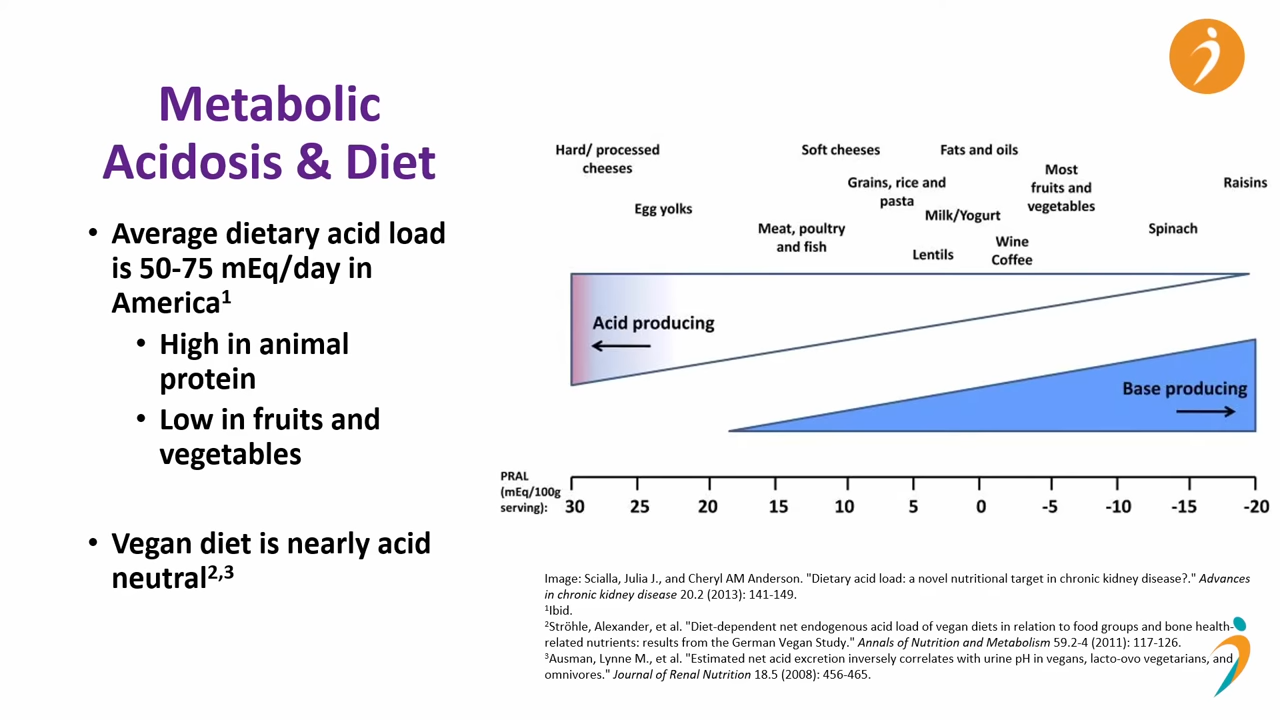 Metabolic
Acidosis & Diet
• Average dietary acid load
is 50-75 mEq/day in
America¹
• High in animal
protein
• Low in fruits and
vegetables
• Vegan diet is nearly acid
neutral²,³
Hard/ processed
cheeses
Egg yolks
Soft cheeses
Grains, rice and
pasta
Meat, poultry
and fish
Fats and oils
Milk/Yogurt
Lentils
Wine
Coffee
Most
fruits and
vegetables
Spinach
Raisins
Acid producing
Base producing
PRAL
(mEq/100g
serving):
30 25 20 15 10 5 0 -5 -10 -15 -20
Image: Scialla, Julia J., and Cheryl AM Anderson. "Dietary acid load: a novel nutritional target in chronic kidney disease?." Advances
in chronic kidney disease 20.2 (2013): 141-149.
¹Ibid.
²Ströhle, Alexander, et al. "Diet-dependent net endogenous acid load of vegan diets in relation to food groups and bone health-
related nutrients: results from the German Vegan Study." Annals of Nutrition and Metabolism 59.2-4 (2011): 117-126.
³Ausman, Lynne M., et al. "Estimated net acid excretion inversely correlates with urine pH in vegans, lacto-ovo vegetarians, and
omnivores." Journal of Renal Nutrition 18.5 (2008): 456-465.